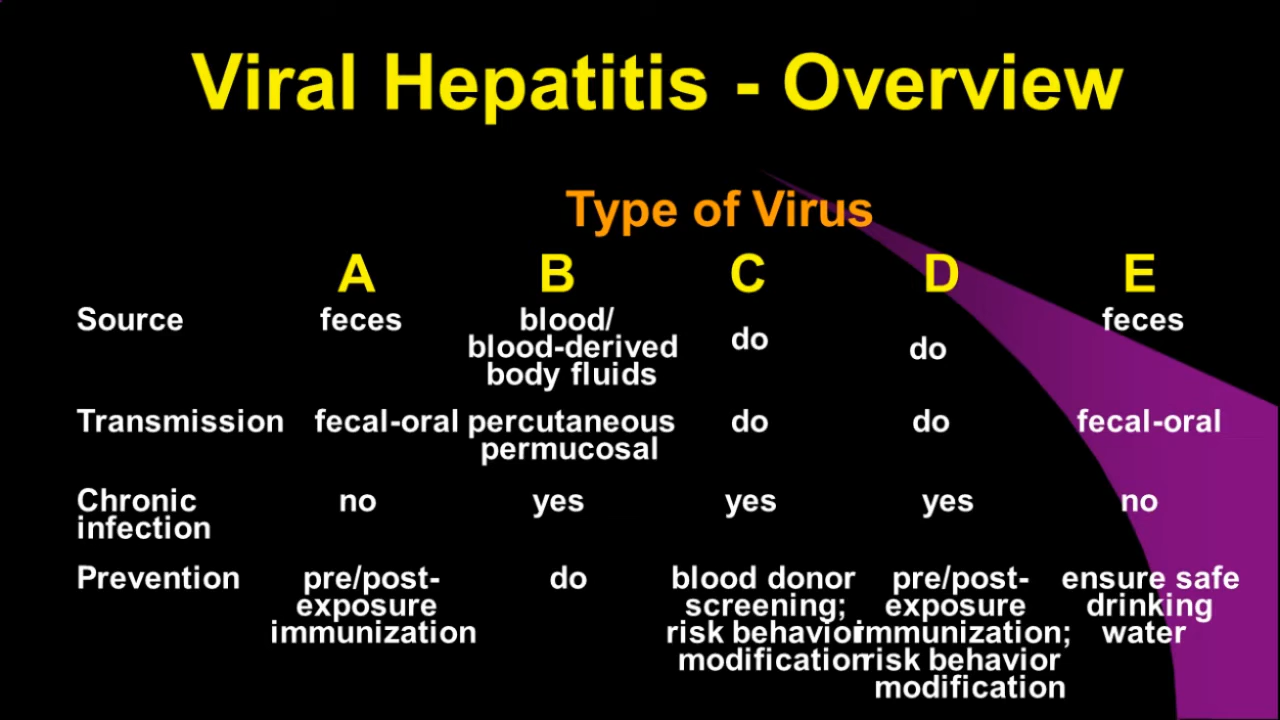 Viral Hepatitis - Overview
Type of Virus
A B C D E
Source feces blood/ blood-derived body fluids do do feces
Transmission fecal-oral percutaneous permucosal do do fecal-oral
Chronic infection no yes yes yes no
Prevention pre/post- exposure immunization do blood donor screening; risk behavior modification pre/post- exposure immunization; risk behavior modification ensure safe drinking water